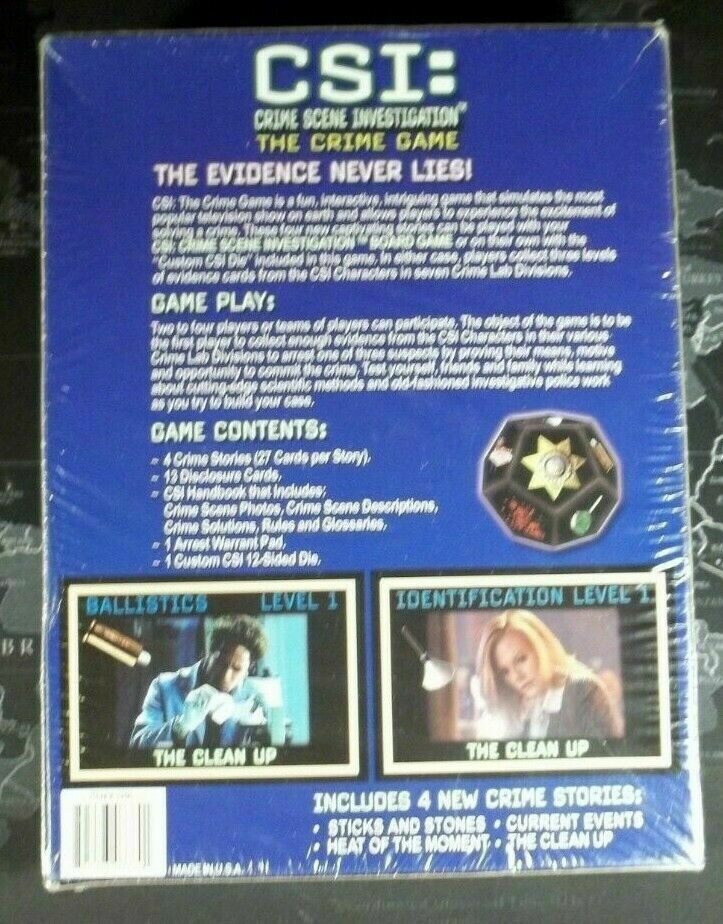 CSI:
CRIME SCENE INVESTIGATION™
THE CRIME GAME
THE EVIDENCE NEVER LIES!
CSI: The Crime Game is a fun, interactive, intriguing game that simulates the most
popular television show on earth and allows players to experience the excitement of
solving a crime. These four new captivating stories can be played with your
CSI: CRIME SCENE INVESTIGATION™ BOARD GAME or on their own with the
"Custom CSI Die" included in this game. In either case, players collect three levels
of evidence cards from the CSI Characters in seven Crime Lab Divisions.
GAME PLAY:
Two to four players or teams of players can participate. The object of the game is to be
the first player to collect enough evidence from the CSI Characters in their various
Crime Lab Divisions to arrest one of three suspects by proving their means, motive
and opportunity to commit the crime. Test yourself, friends and family while learning
about cutting-edge scientific methods and old-fashioned investigative police work
as you try to build your case.
GAME CONTENTS:
4 Crime Stories (27 Cards per Story).
13 Disclosure Cards.
CSI Handbook that includes:
Crime Scene Photos, Crime Scene Descriptions,
Crime Solutions, Rules and Glossaries.
1 Arrest Warrant Pad.
1 Custom CSI 12-Sided Die.
BALLISTICS LEVEL 1
THE CLEAN UP
IDENTIFICATION LEVEL 1
THE CLEAN UP
INCLUDES 4 NEW CRIME STORIES:
• STICKS AND STONES • CURRENT EVENTS
• HEAT OF THE MOMENT • THE CLEAN UP
MADE IN U.S.A.